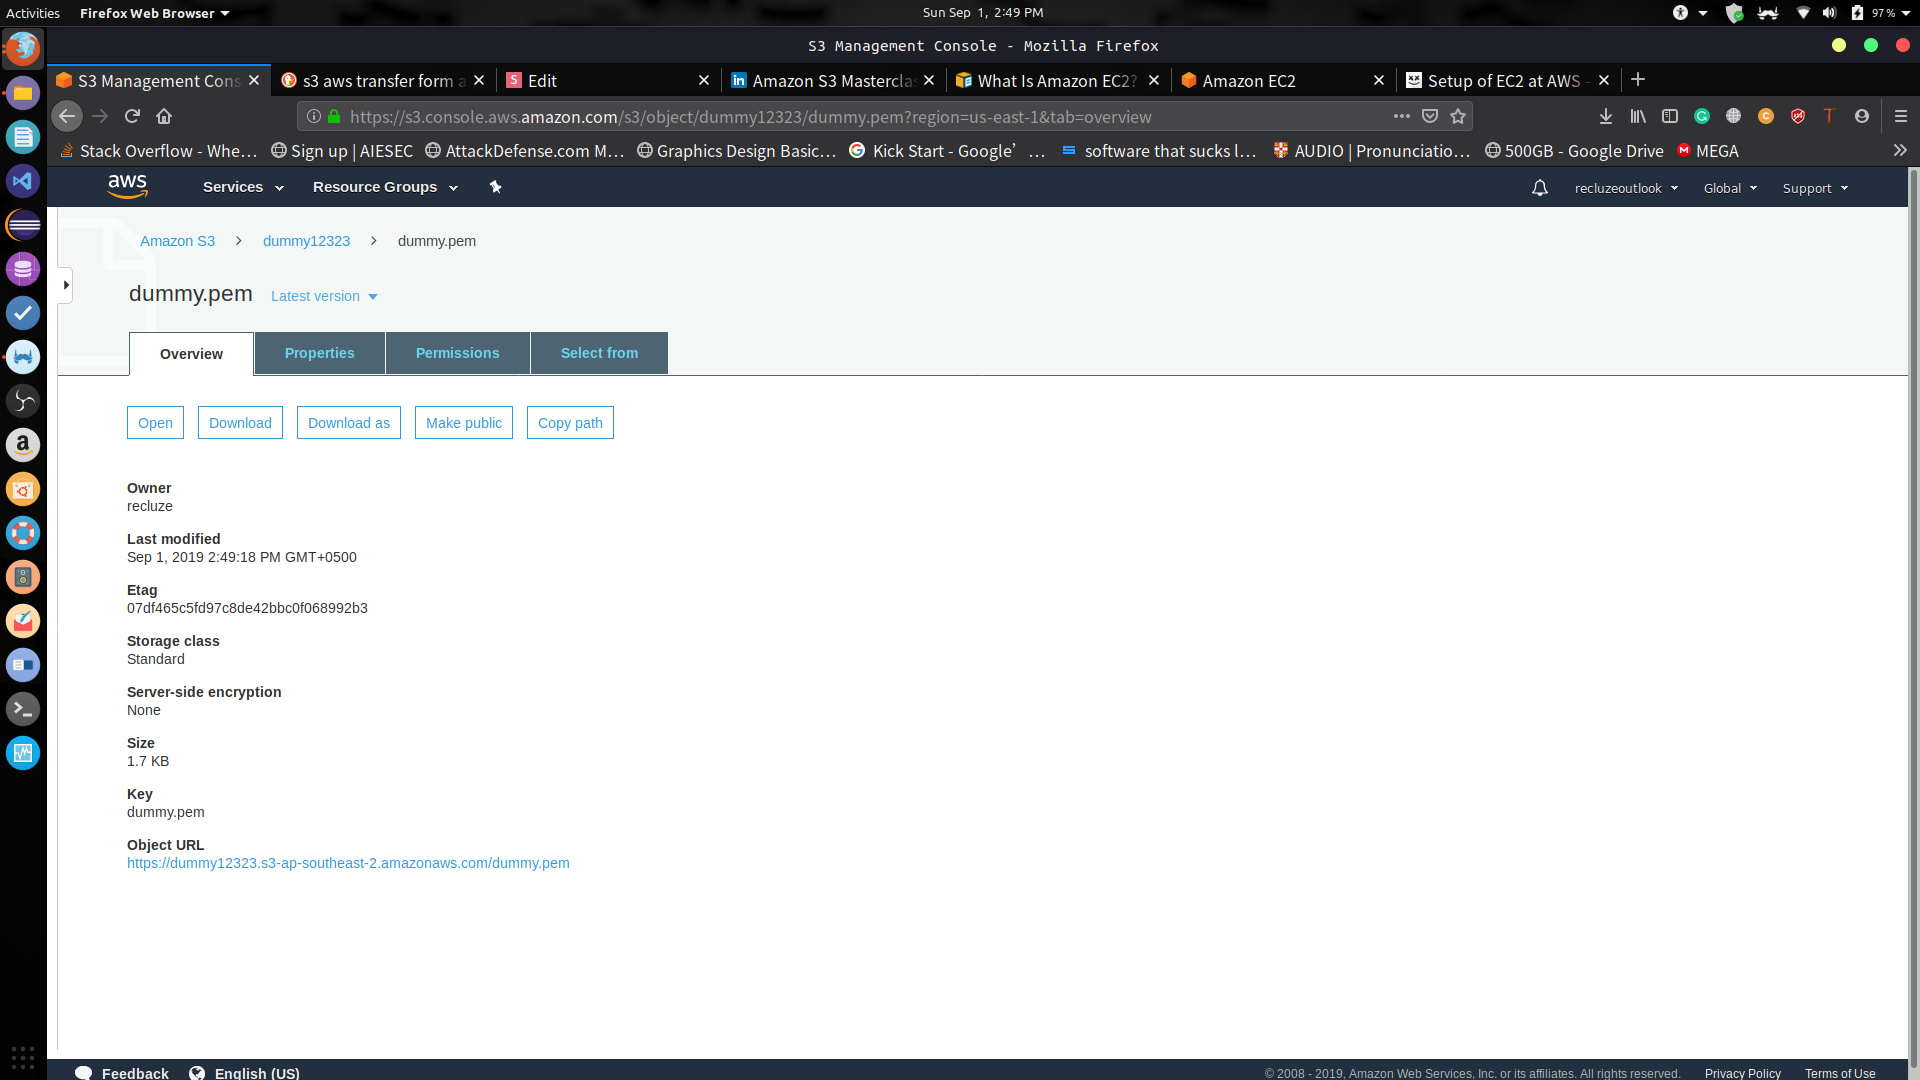 Activities Firefox Web Browser Sun Sep 1, 2:49 PM 97%
S3 Management Console - Mozilla Firefox
S3 Management Cons s3 aws transfer form a Edit Amazon S3 Mastercla What Is Amazon EC2? Amazon EC2 Setup of EC2 at AWS -
https://s3.console.aws.amazon.com/s3/object/dummy12323/dummy.pem?region=us-east-1&tab=overview
Stack Overflow - Whe… Sign up | AIESEC AttackDefense.com M… Graphics Design Basic… Kick Start - Google’ … software that sucks l… AUDIO | Pronunciatio… 500GB - Google Drive MEGA
aws Services Resource Groups recluzeoutlook Global Support
Amazon S3 > dummy12323 > dummy.pem
dummy.pem Latest version
Overview Properties Permissions Select from
Open Download Download as Make public Copy path
Owner
recluze
Last modified
Sep 1, 2019 2:49:18 PM GMT+0500
Etag
07df465c5fd97c8de42bbc0f068992b3
Storage class
Standard
Server-side encryption
None
Size
1.7 KB
Key
dummy.pem
Object URL
https://dummy12323.s3-ap-southeast-2.amazonaws.com/dummy.pem
Feedback English (US) © 2008 - 2019, Amazon Web Services, Inc. or its affiliates. All rights reserved. Privacy Policy Terms of Use